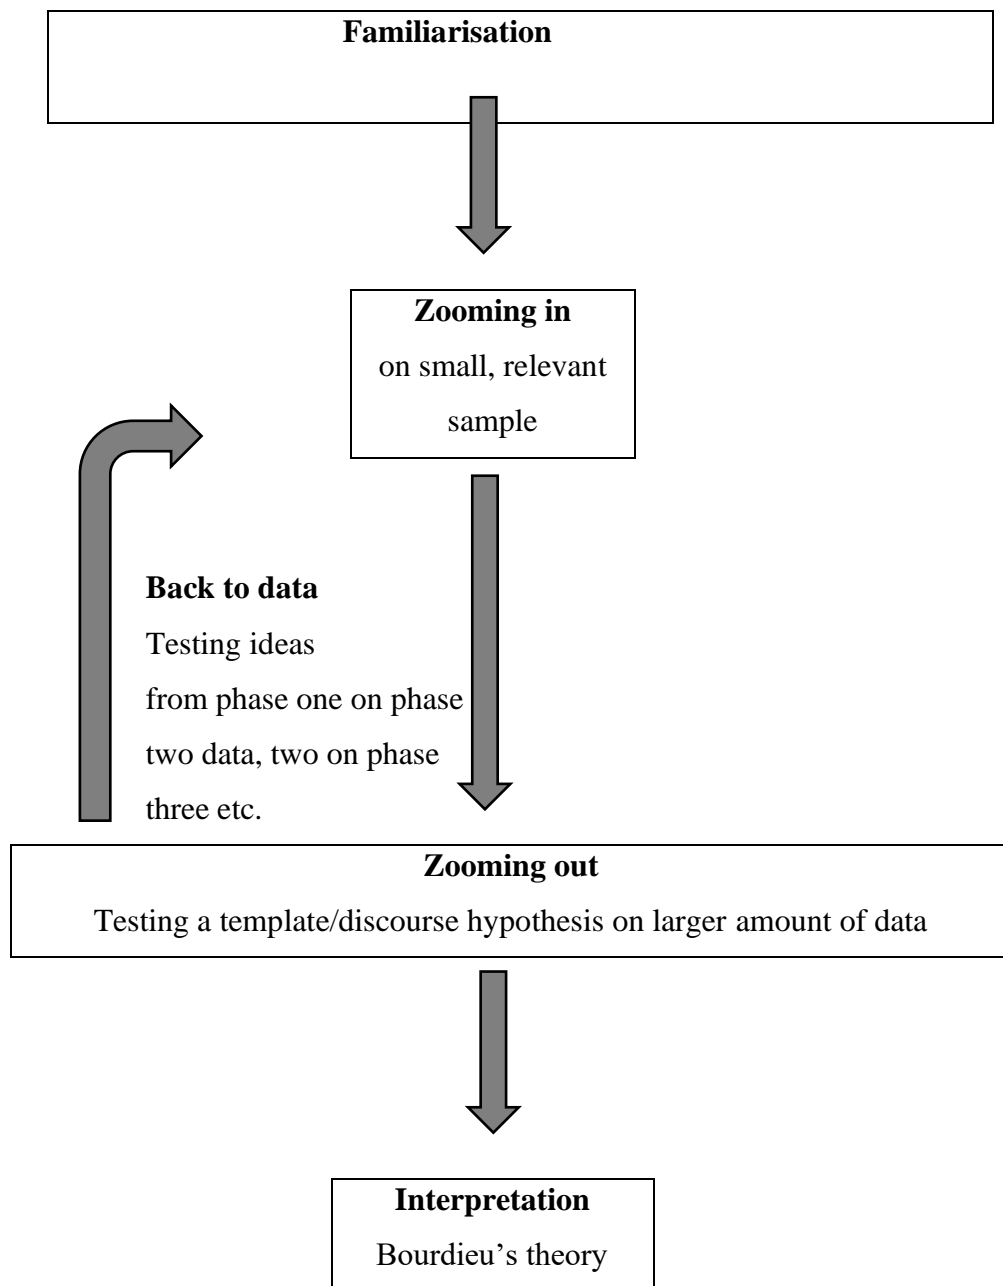 Familiarisation
Zooming in
on small, relevant
sample
Back to data
Testing ideas
from phase one on phase
two data, two on phase
three etc.
Zooming out
Testing a template/discourse hypothesis on larger amount of data
Interpretation
Bourdieu’s theory